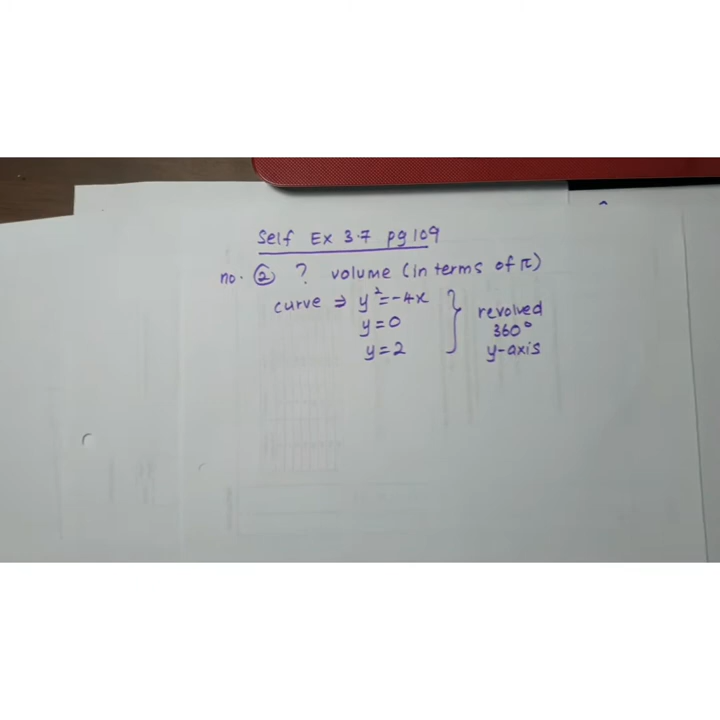 Self Ex 3.7 pg 109
no. ② ? volume (in terms of π)
curve ⇒ y² = -4x
y = 0
y = 2
revolved
360°
y-axis